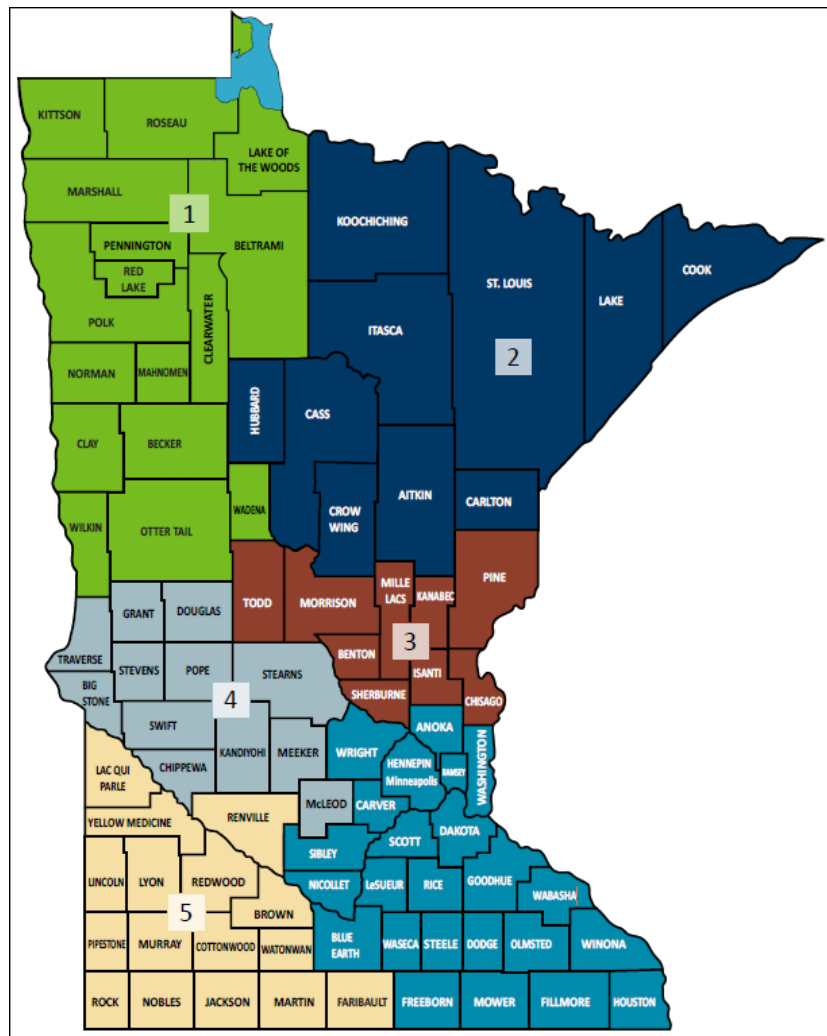 KITTSON
ROSEAU
LAKE OF
THE WOODS
MARSHALL
1
KOOCHICHING
PENNINGTON
BELTRAMI
RED
LAKE
ST. LOUIS
LAKE
COOK
POLK
CLEARWATER
ITASCA
2
NORMAN
MAHNOMEN
HUBBARD
CASS
CLAY
BECKER
AITKIN
CARLTON
WADENA
CROW
WING
WILKIN
OTTER TAIL
PINE
MILLE
LACS
KANABEC
TODD
MORRISON
GRANT
DOUGLAS
3
BENTON
ISANTI
TRAVERSE
STEVENS
POPE
STEARNS
BIG
STONE
4
SHERBURNE
CHISAGO
SWIFT
ANOKA
WRIGHT
KANDIYOHI
MEEKER
HENNEPIN
Minneapolis
RAMSEY
WASHINGTON
LAC QUI
PARLE
CHIPPEWA
McLEOD
CARVER
YELLOW MEDICINE
RENVILLE
DAKOTA
SCOTT
SIBLEY
LINCOLN
LYON
REDWOOD
NICOLLET
LeSUEUR
RICE
GOODHUE
WABASHA
5
BROWN
PIPESTONE
MURRAY
COTTONWOOD
WATONWAN
BLUE
EARTH
WASECA
STEELE
DODGE
OLMSTED
WINONA
ROCK
NOBLES
JACKSON
MARTIN
FARIBAULT
FREEBORN
MOWER
FILLMORE
HOUSTON